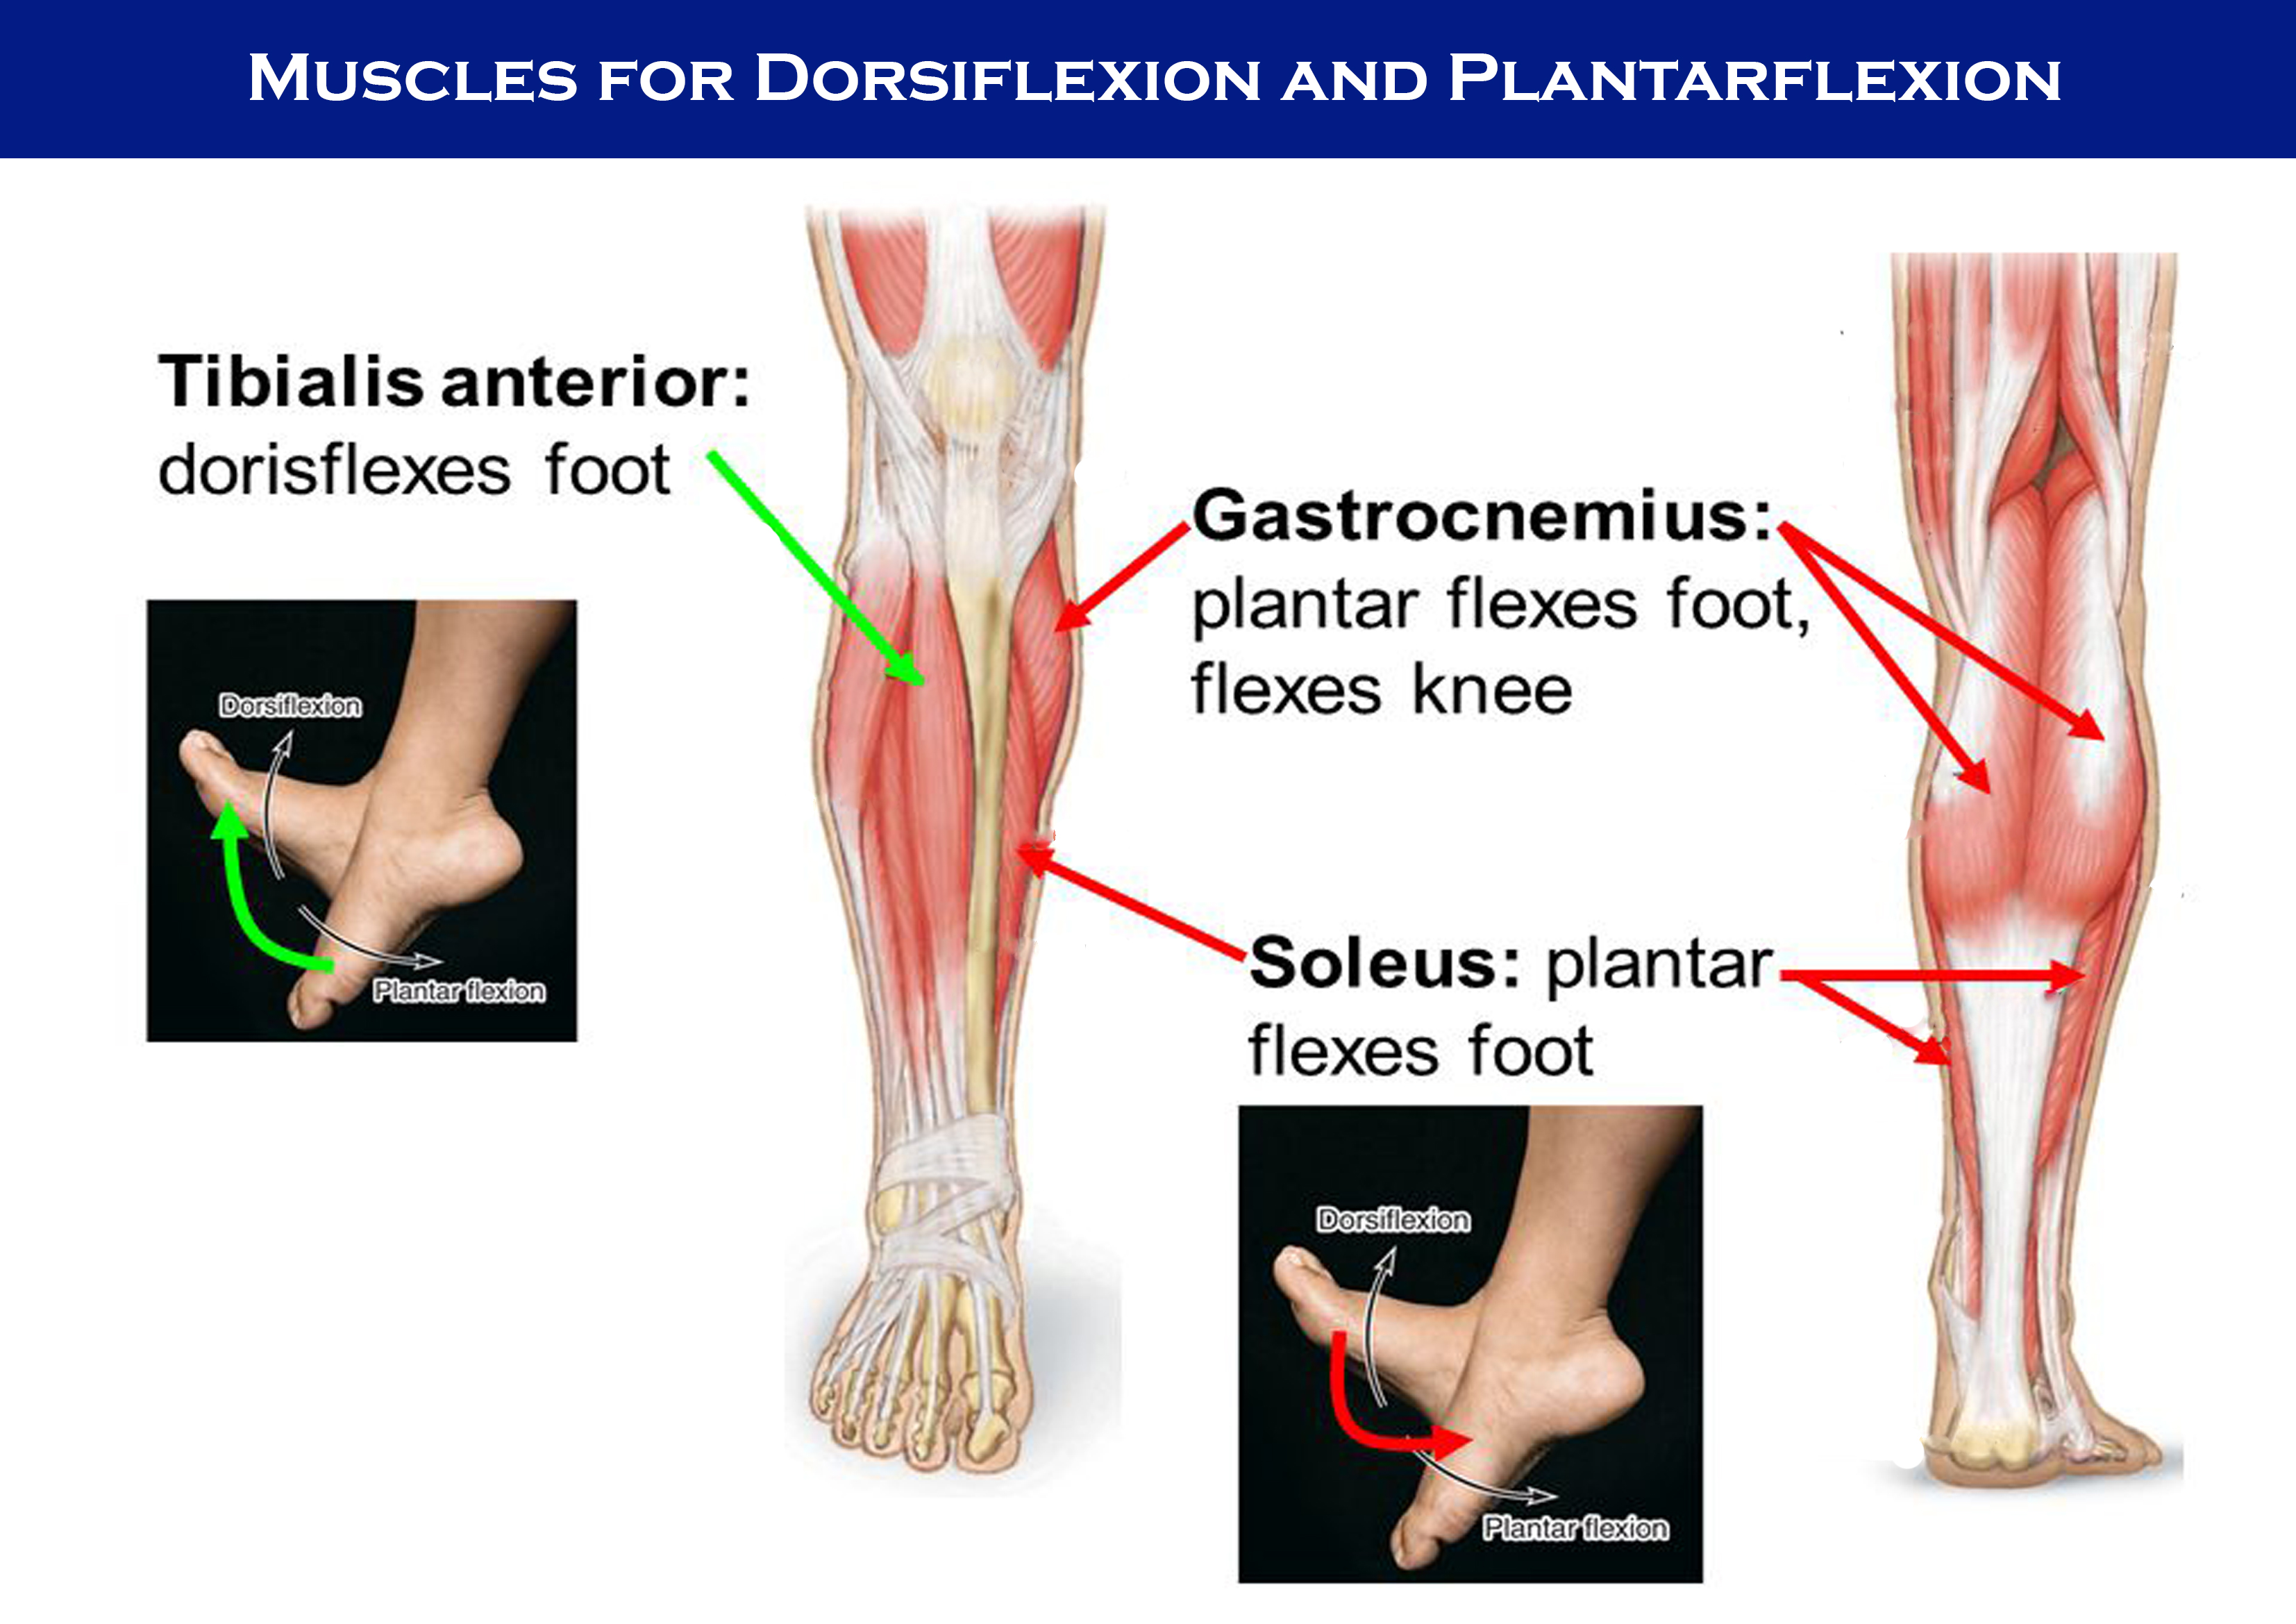 MUSCLES FOR DORSIFLEXION AND PLANTARFLEXION
Tibialis anterior:
dorisflexes foot
Dorsiflexion
Plantar flexion
Gastrocnemius:
plantar flexes foot,
flexes knee
Soleus: plantar
flexes foot
Dorsiflexion
Plantar flexion